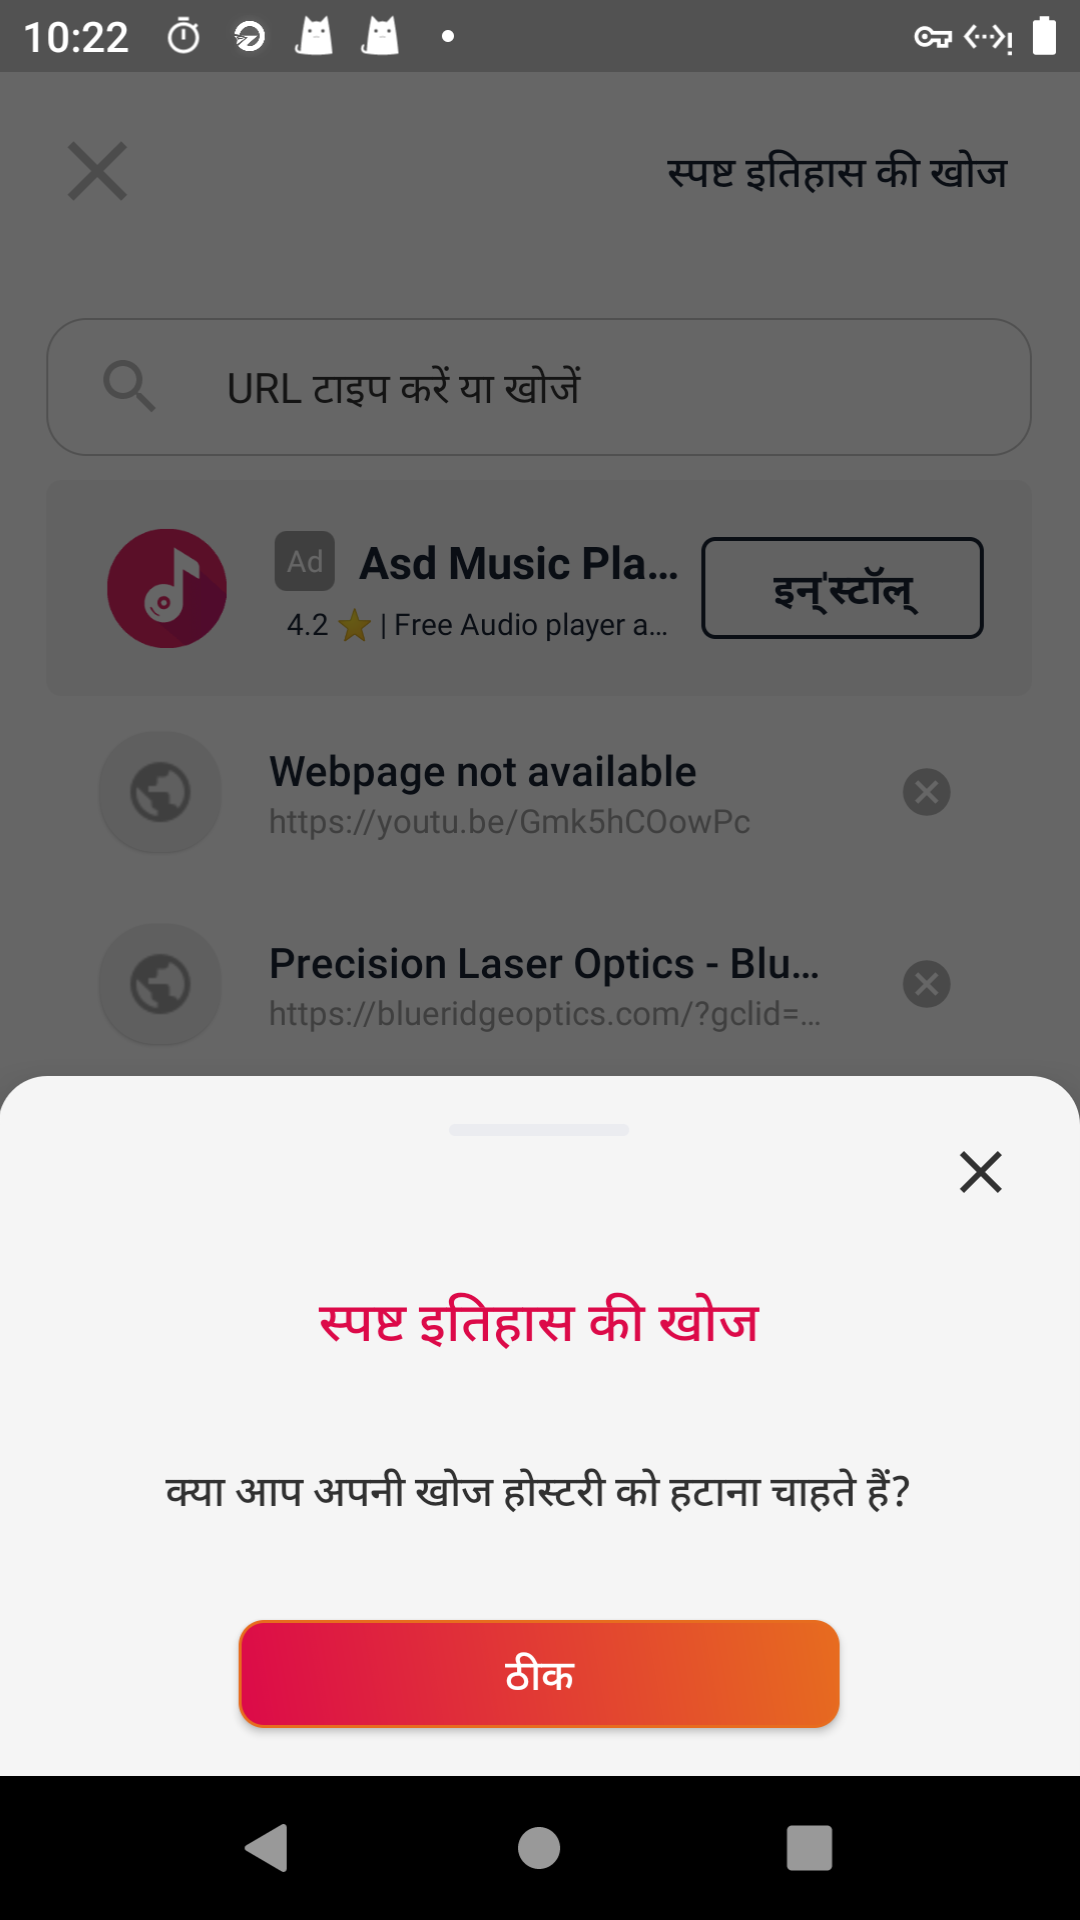 10:22
स्पष्ट इतिहास की खोज
URL टाइप करें या खोजें
Ad Asd Music Pla...
4.2 ⭐ | Free Audio player a...
इन्'स्टॉल्
Webpage not available
https://youtu.be/Gmk5hCOowPc
Precision Laser Optics - Blu...
https://blueridgeoptics.com/?gclid=...
स्पष्ट इतिहास की खोज
क्या आप अपनी खोज होस्टरी को हटाना चाहते हैं?
ठीक